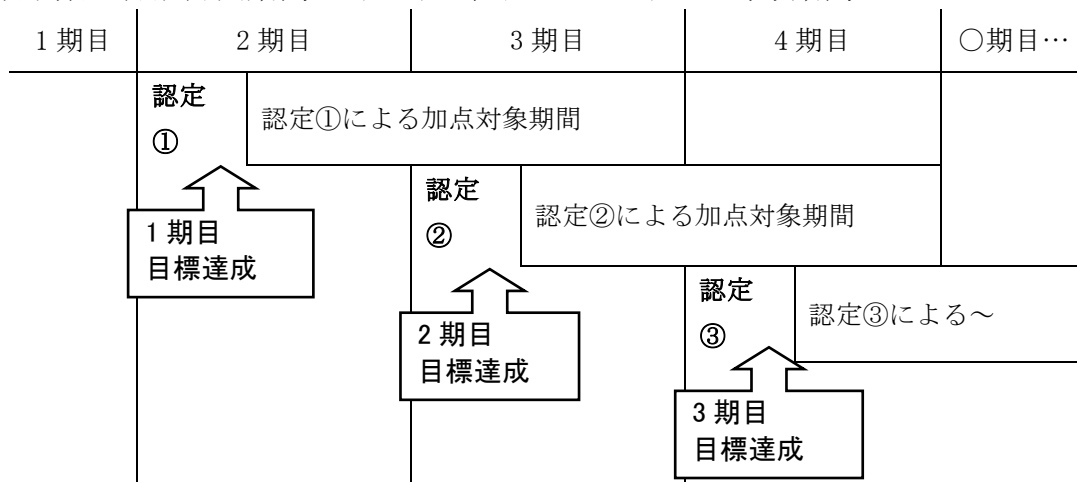 1期目
2期目
3期目
4期目
○期目…
認定
①
認定①による加点対象期間
1期目
目標達成
認定
②
認定②による加点対象期間
2期目
目標達成
認定
③
認定③による～
3期目
目標達成